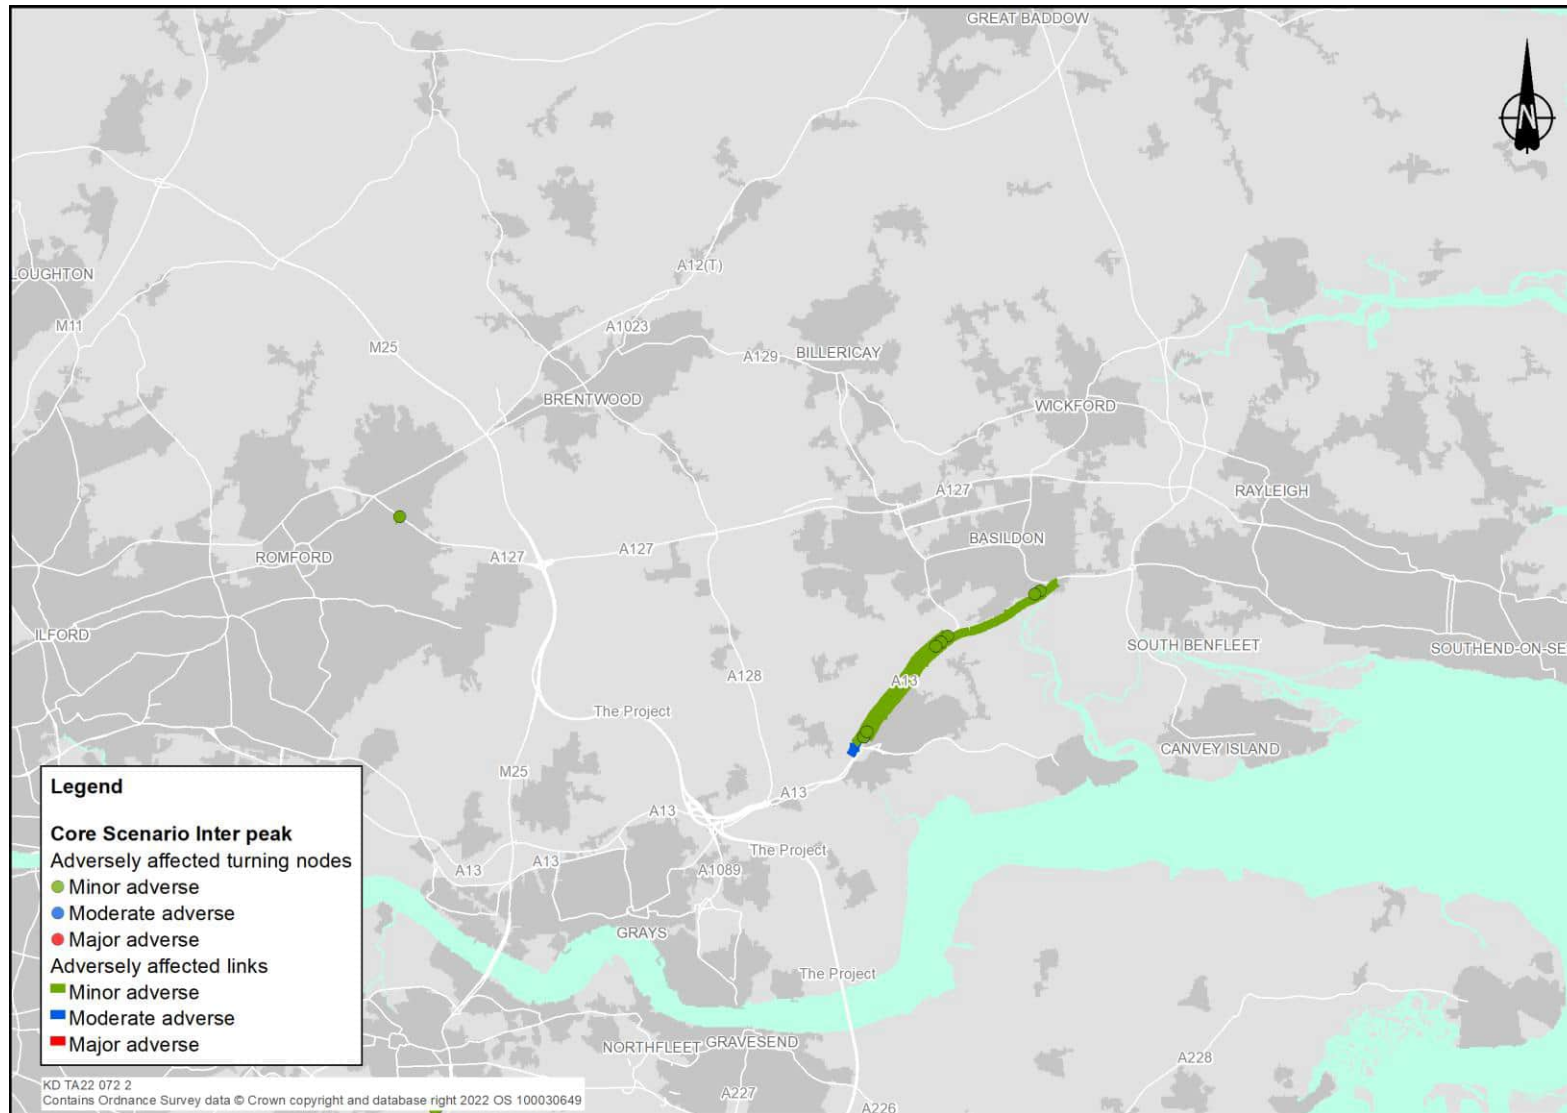 GREAT BADDOW
N
A12(T)
LOUGHTON
M11
A1023
M25
A129
BILLERICAY
BRENTWOOD
WICKFORD
A127
RAYLEIGH
BASILDON
ROMFORD
A127
A127
ILFORD
SOUTH BENFLEET
SOUTHEND-ON-SE
A128
A13
The Project
CANVEY ISLAND
M25
A13
A13
The Project
A13
A13
A1089
GRAYS
The Project
NORTHFLEET
GRAVESEND
A228
A227
A226
Legend
Core Scenario Inter peak
Adversely affected turning nodes
Minor adverse
Moderate adverse
Major adverse
Adversely affected links
Minor adverse
Moderate adverse
Major adverse
KD TA22 072 2
Contains Ordnance Survey data © Crown copyright and database right 2022 OS 100030649